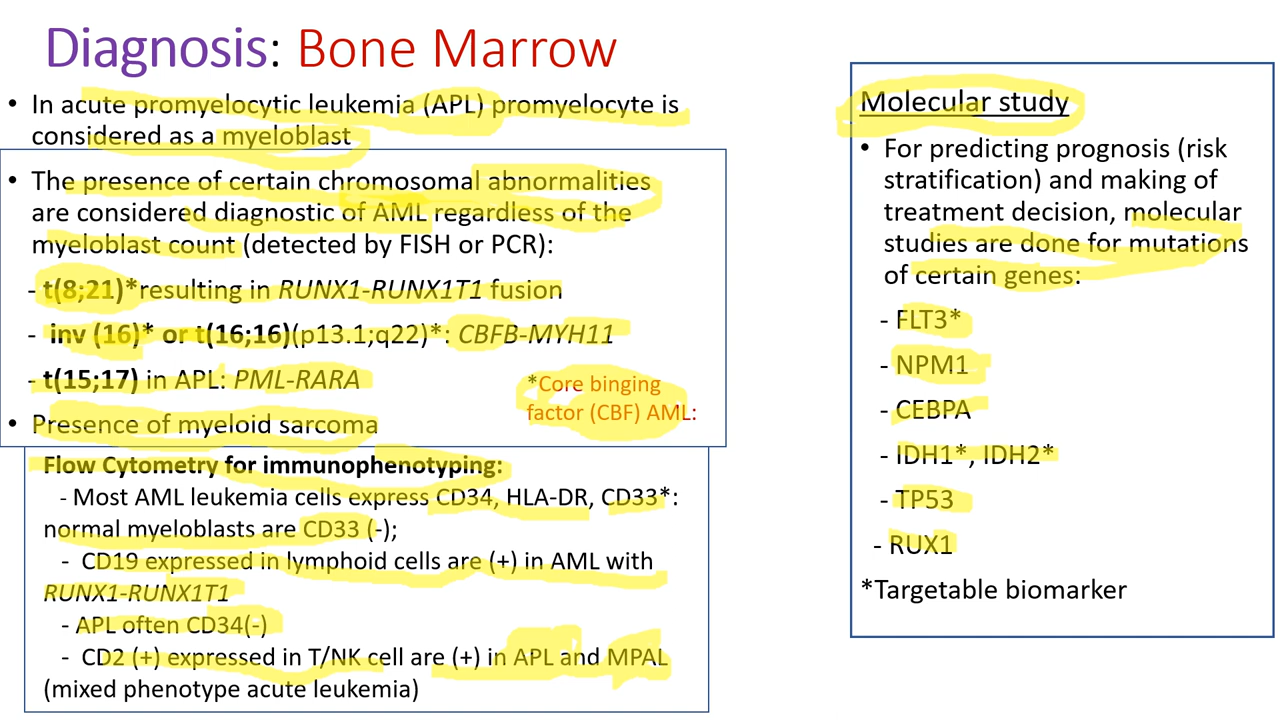 Diagnosis: Bone Marrow
• In acute promyelocytic leukemia (APL) promyelocyte is
considered as a myeloblast
• The presence of certain chromosomal abnormalities
are considered diagnostic of AML regardless of the
myeloblast count (detected by FISH or PCR):
- t(8;21)*resulting in RUNX1-RUNX1T1 fusion
- inv (16)* or t(16;16)(p13.1;q22)*: CBFB-MYH11
- t(15;17) in APL: PML-RARA
*Core binging
factor (CBF) AML:
• Presence of myeloid sarcoma
Flow Cytometry for immunophenotyping:
- Most AML leukemia cells express CD34, HLA-DR, CD33*:
normal myeloblasts are CD33 (-);
- CD19 expressed in lymphoid cells are (+) in AML with
RUNX1-RUNX1T1
- APL often CD34(-)
- CD2 (+) expressed in T/NK cell are (+) in APL and MPAL
(mixed phenotype acute leukemia)
Molecular study
• For predicting prognosis (risk
stratification) and making of
treatment decision, molecular
studies are done for mutations
of certain genes:
- FLT3*
- NPM1
- CEBPA
- IDH1*, IDH2*
- TP53
- RUX1
*Targetable biomarker